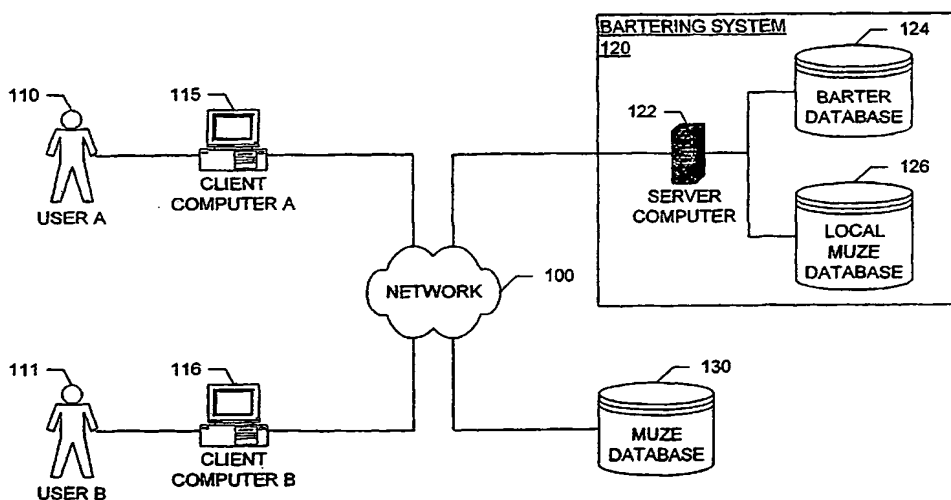 BARTERING SYSTEM
120
124
BARTER
DATABASE
110
115
122
USER A
CLIENT
COMPUTER A
SERVER
COMPUTER
126
LOCAL
MUZE
DATABASE
NETWORK
100
111
116
130
USER B
CLIENT
COMPUTER B
MUZE
DATABASE